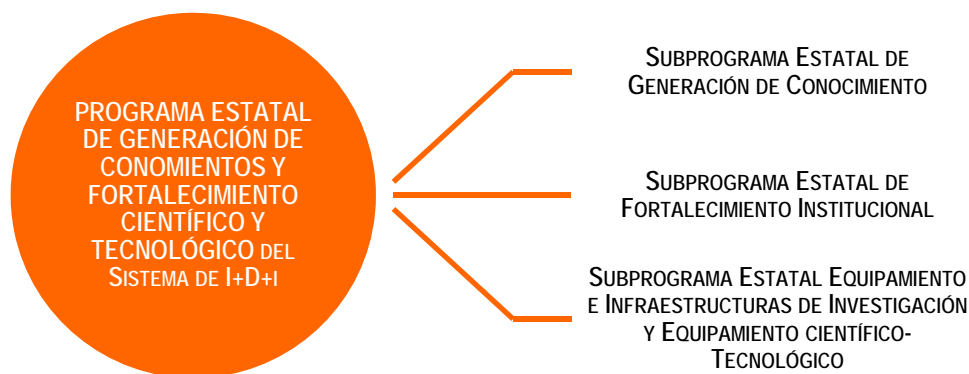 PROGRAMA ESTATAL
DE GENERACIÓN DE
CONOMIENTOS Y
FORTALECIMIENTO
CIENTÍFICO Y
TECNOLÓGICO DEL
SISTEMA DE I+D+I
SUBPROGRAMA ESTATAL DE
GENERACIÓN DE CONOCIMIENTO
SUBPROGRAMA ESTATAL DE
FORTALECIMIENTO INSTITUCIONAL
SUBPROGRAMA ESTATAL EQUIPAMIENTO
E INFRAESTRUCTURAS DE INVESTIGACIÓN
Y EQUIPAMIENTO CIENTÍFICO-
TECNOLÓGICO